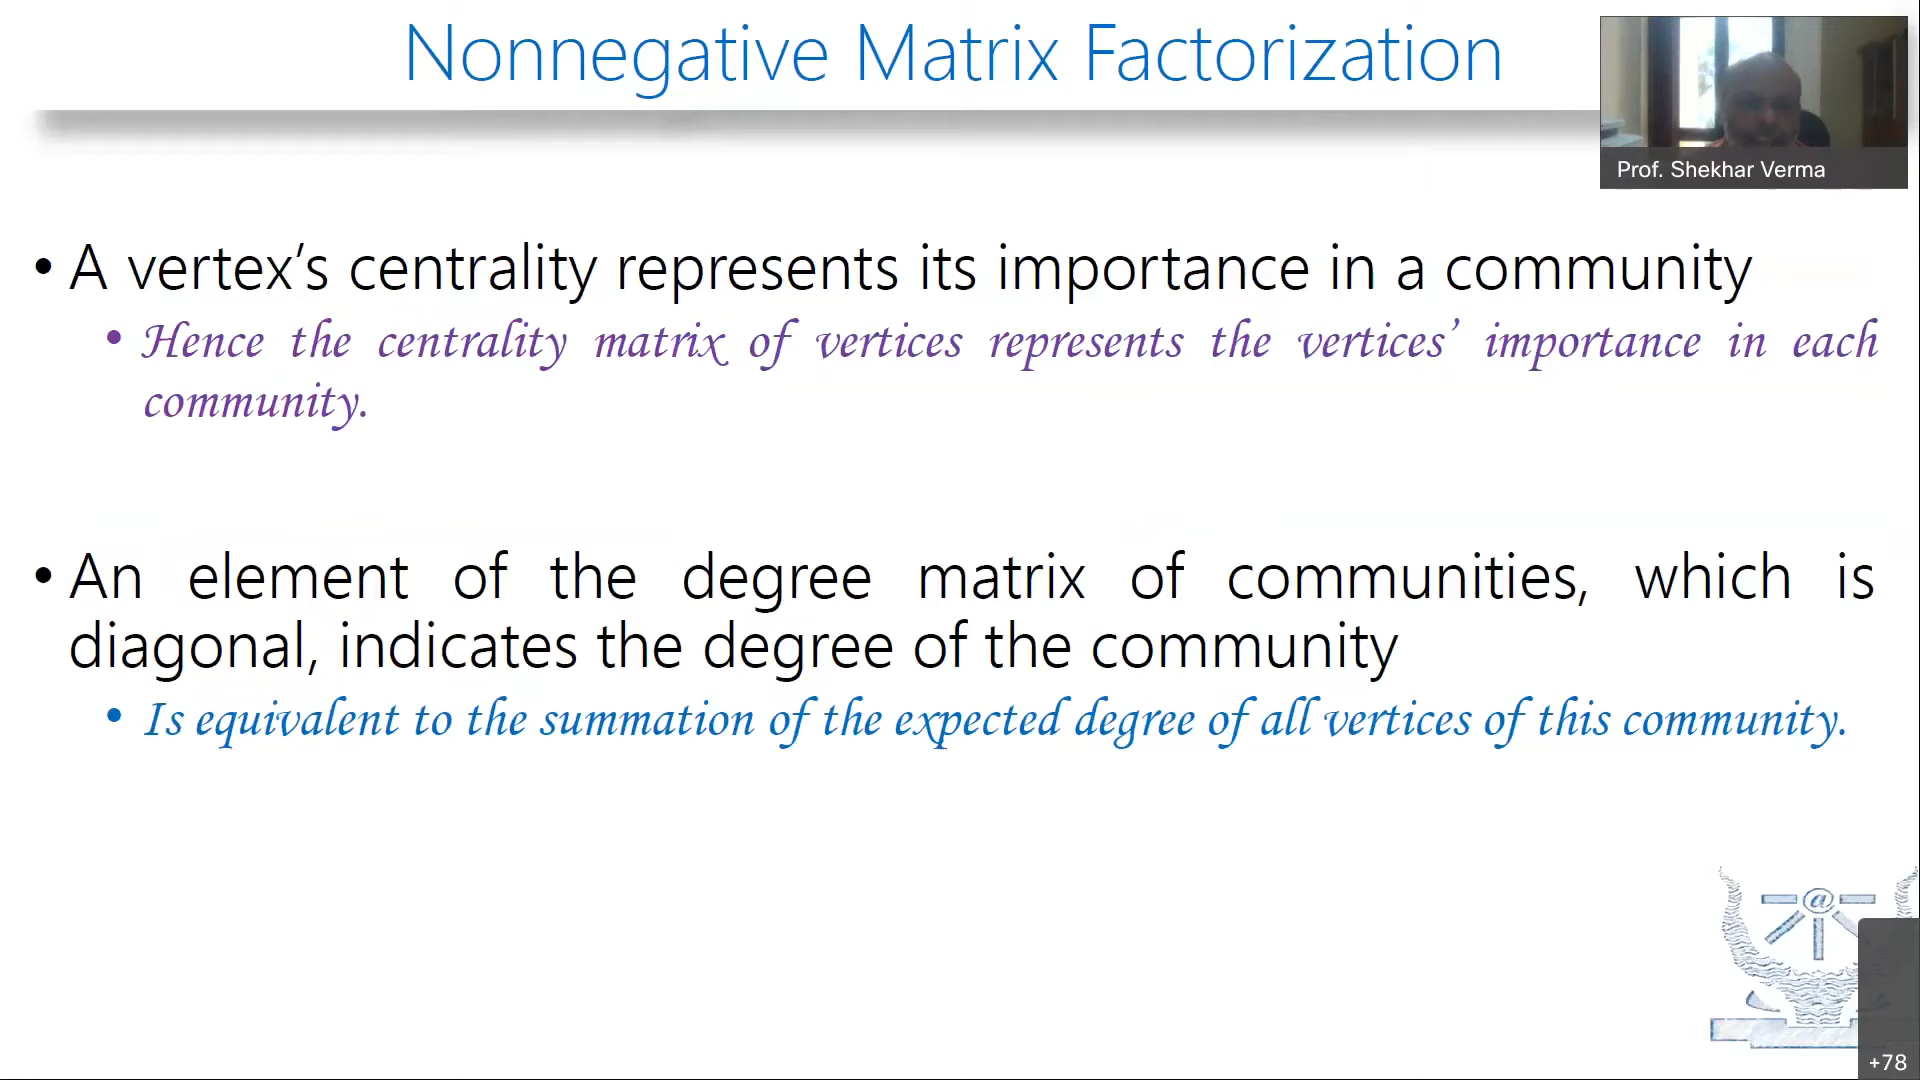 Nonnegative Matrix Factorization
Prof. Shekhar Verma
• A vertex’s centrality represents its importance in a community
• Hence the centrality matrix of vertices represents the vertices’ importance in each
community.
• An element of the degree matrix of communities, which is
diagonal, indicates the degree of the community
• Is equivalent to the summation of the expected degree of all vertices of this community.
@
+78